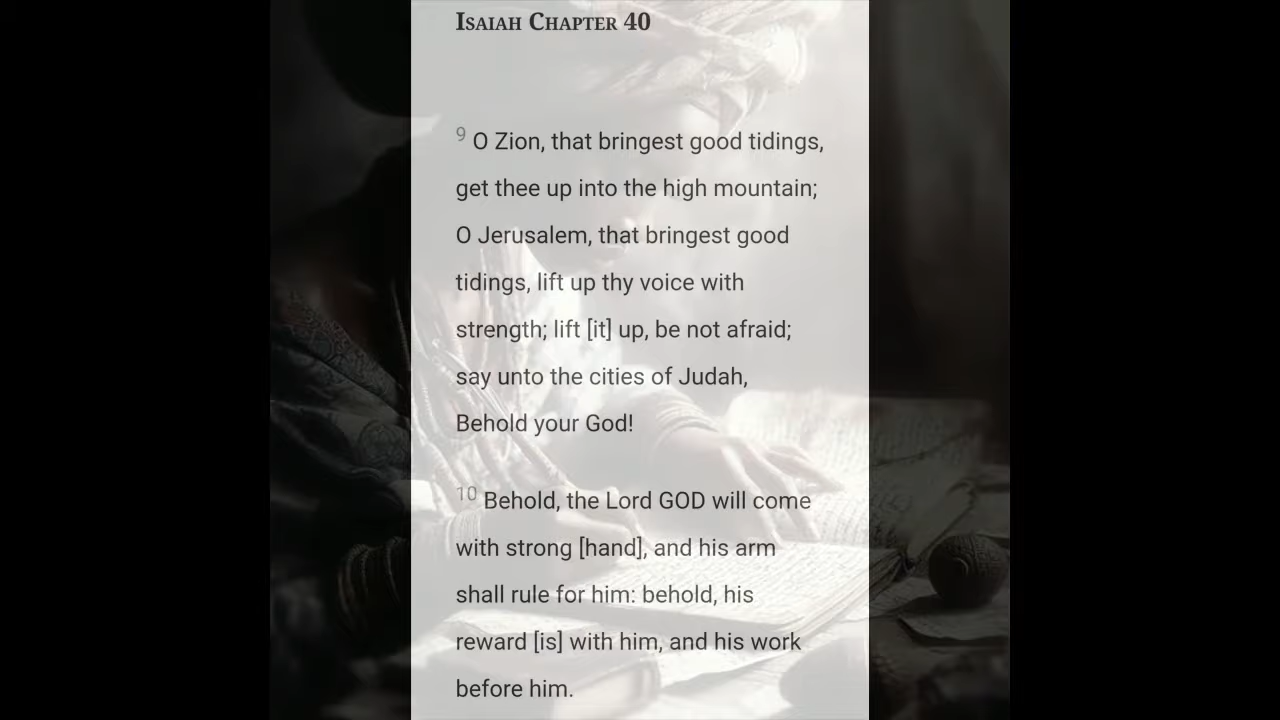 Isaiah Chapter 40
9 O Zion, that bringest good tidings,
get thee up into the high mountain;
O Jerusalem, that bringest good
tidings, lift up thy voice with
strength; lift [it] up, be not afraid;
say unto the cities of Judah,
Behold your God!
10 Behold, the Lord GOD will come
with strong [hand], and his arm
shall rule for him: behold, his
reward [is] with him, and his work
before him.